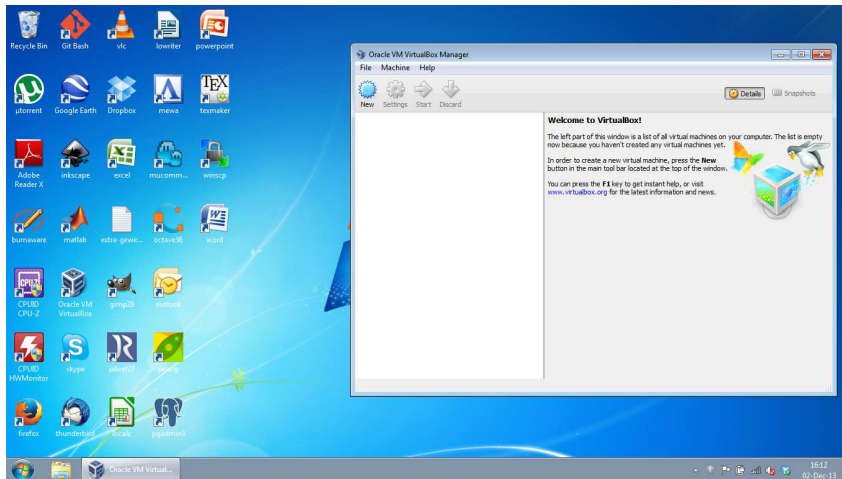 Recycle Bin
Git Bash
vlc
lowriter
powerpoint
µtorrent
Google Earth
Dropbox
mewa
texmaker
TEX
Adobe
Reader X
inkscape
excel
mucomm...
winscp
burnaware
matlab
extra-gewe...
octave36
word
CPUID
CPU-Z
Oracle VM
VirtualBox
gimp28
outlook
CPUID
HWMonitor
skype
jabref27
firefox
thunderbird
localc
pgadmin3
Oracle VM VirtualBox Manager
File Machine Help
New Settings Start Discard
Details Snapshots
Welcome to VirtualBox!
The left part of this window is a list of all virtual machines on your computer. The list is empty
now because you haven't created any virtual machines yet.
In order to create a new virtual machine, press the New
button in the main tool bar located at the top of the window.
You can press the F1 key to get instant help, or visit
www.virtualbox.org for the latest information and news.
Oracle VM Virtual...
16:12
02-Dec-13